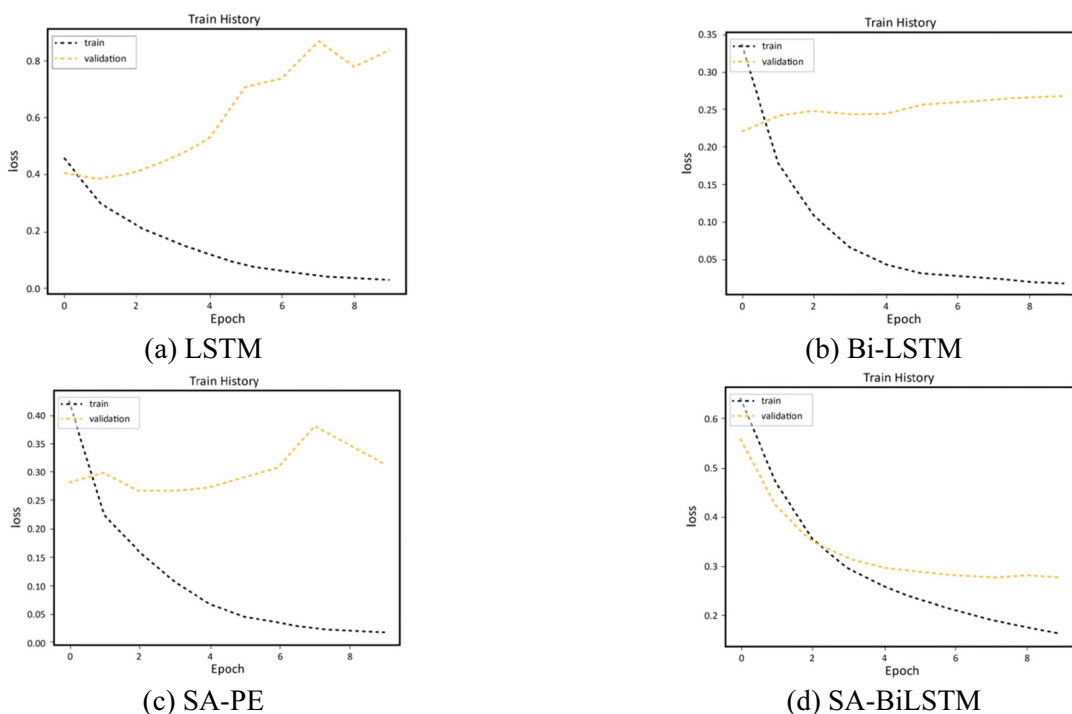 Train History
train
validation
0.8
0.6
0.4
0.2
0.0
loss
0 2 4 6 8
Epoch
(a) LSTM
Train History
train
validation
0.35
0.30
0.25
0.20
0.15
0.10
0.05
loss
0 2 4 6 8
Epoch
(b) Bi-LSTM
Train History
train
validation
0.40
0.35
0.30
0.25
0.20
0.15
0.10
0.05
0.00
loss
0 2 4 6 8
Epoch
(c) SA-PE
Train History
train
validation
0.6
0.5
0.4
0.3
0.2
loss
0 2 4 6 8
Epoch
(d) SA-BiLSTM